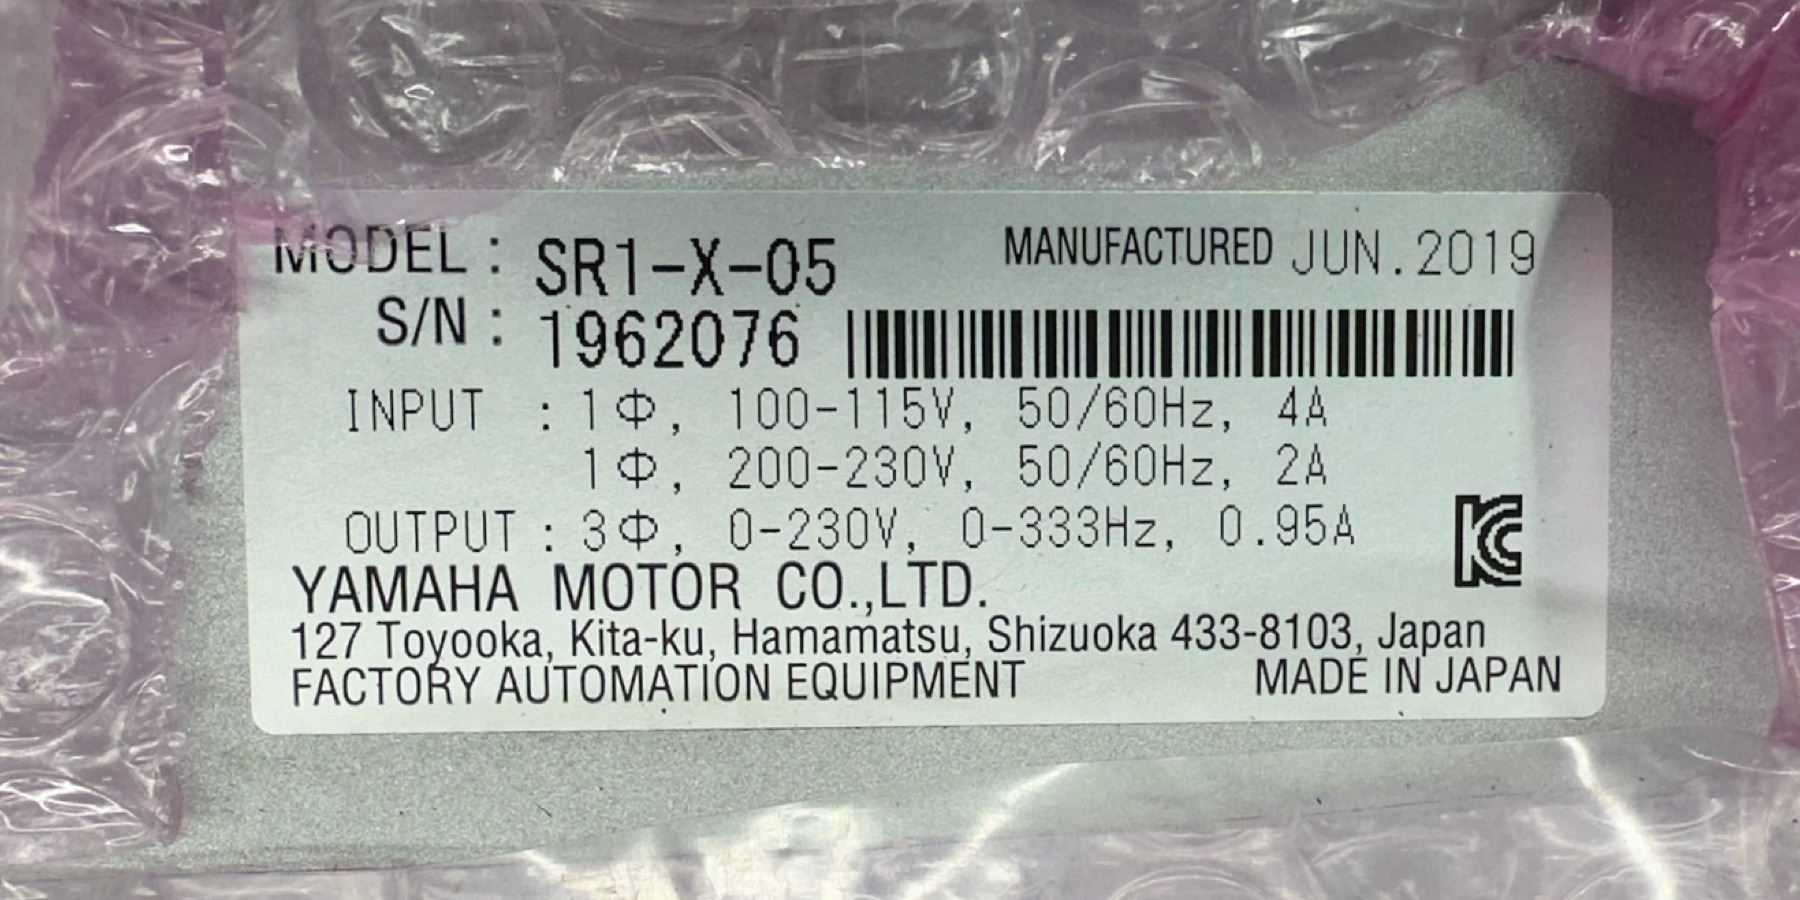 MODEL : SR1-X-05 MANUFACTURED JUN.2019
S/N : 1962076
INPUT : 1Φ, 100-115V, 50/60Hz, 4A
1Φ, 200-230V, 50/60Hz, 2A
OUTPUT : 3Φ, 0-230V, 0-333Hz, 0.95A
KC
YAMAHA MOTOR CO.,LTD.
127 Toyooka, Kita-ku, Hamamatsu, Shizuoka 433-8103, Japan
FACTORY AUTOMATION EQUIPMENT MADE IN JAPAN